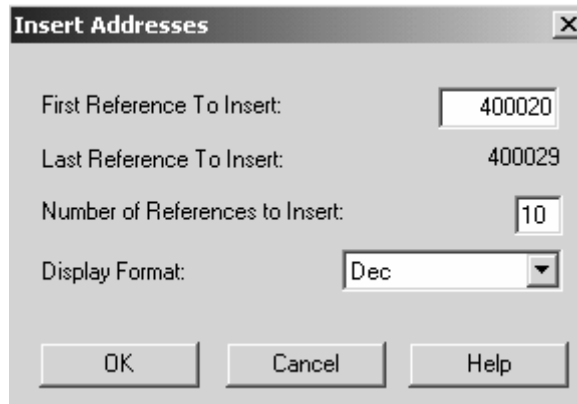 Insert Addresses
First Reference To Insert: 400020
Last Reference To Insert: 400029
Number of References to Insert: 10
Display Format: Dec
OK Cancel Help